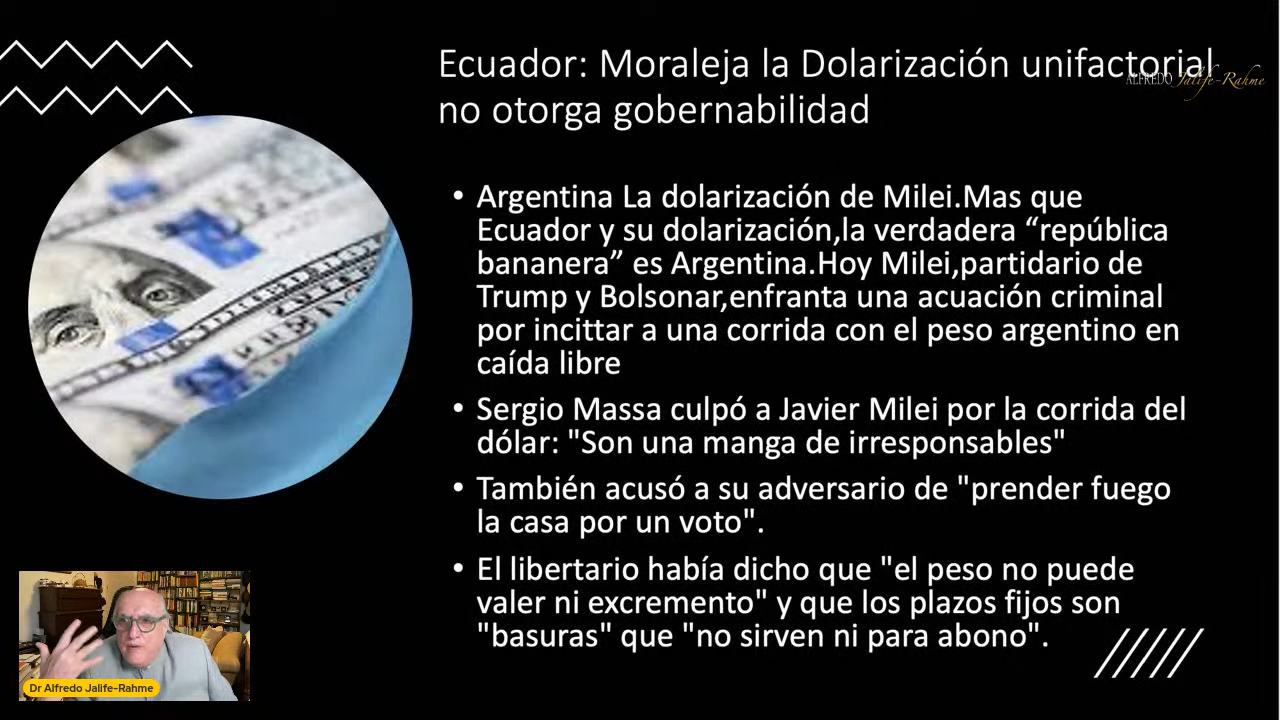 Ecuador: Moraleja la Dolarización unifactorial
ALFREDO Jalife-Rahme
no otorga gobernabilidad
• Argentina La dolarización de Milei.Mas que
Ecuador y su dolarización,la verdadera “república
bananera” es Argentina.Hoy Milei,partidario de
Trump y Bolsonar,enfranta una acuación criminal
por incittar a una corrida con el peso argentino en
caída libre
• Sergio Massa culpó a Javier Milei por la corrida del
dólar: "Son una manga de irresponsables"
• También acusó a su adversario de "prender fuego
la casa por un voto".
• El libertario había dicho que "el peso no puede
valer ni excremento" y que los plazos fijos son
"basuras" que "no sirven ni para abono".
Dr Alfredo Jalife-Rahme